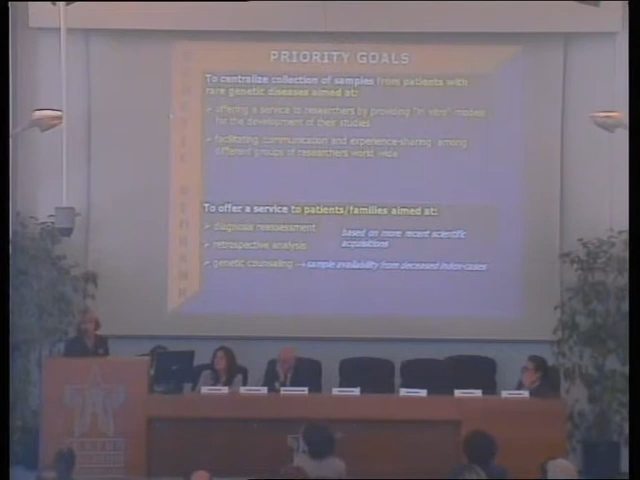 PRIORITY GOALS
To centralize collection of samples from patients with
rare genetic diseases aimed at:
offering a service to researchers by providing "in vitro" models
for the development of their studies
facilitating communication and experience-sharing among
different groups of researchers world wide
To offer a service to patients/families aimed at:
diagnosis reassessment
based on more recent scientific
acquisitions
retrospective analysis
genetic counseling → sample availability from deceased index-cases